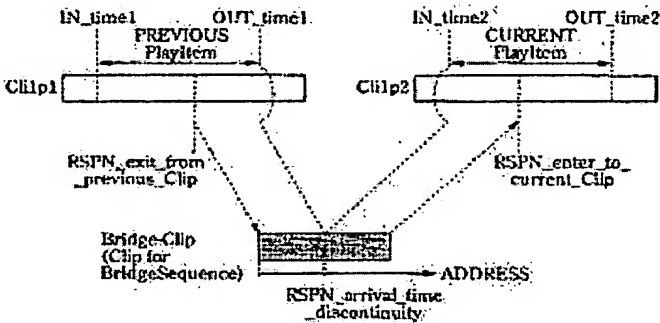 IN_time1
OUT_time1
IN_time2
OUT_time2
PREVIOUS
PlayItem
CURRENT
PlayItem
Clip1
Clip2
RSPN_exit_from
_previous_Clip
RSPN_enter_to_
current_Clip
Bridge-Clip
(Clip for
BridgeSequence)
ADDRESS
RSPN_arrival_time
_discontinuity